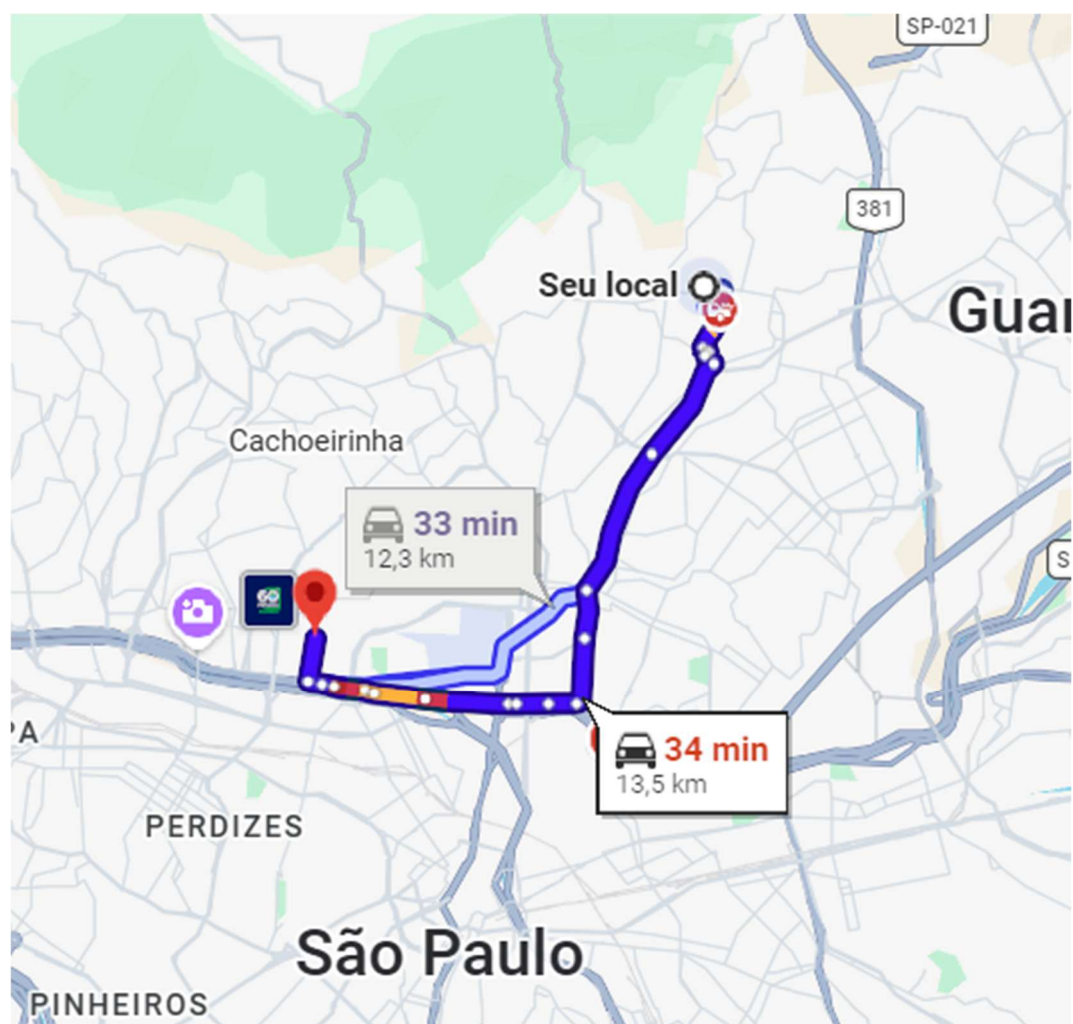 SP-021
381
Seu local
Guar
Cachoeirinha
33 min
12,3 km
S
PA
34 min
13,5 km
PERDIZES
São Paulo
PINHEIROS